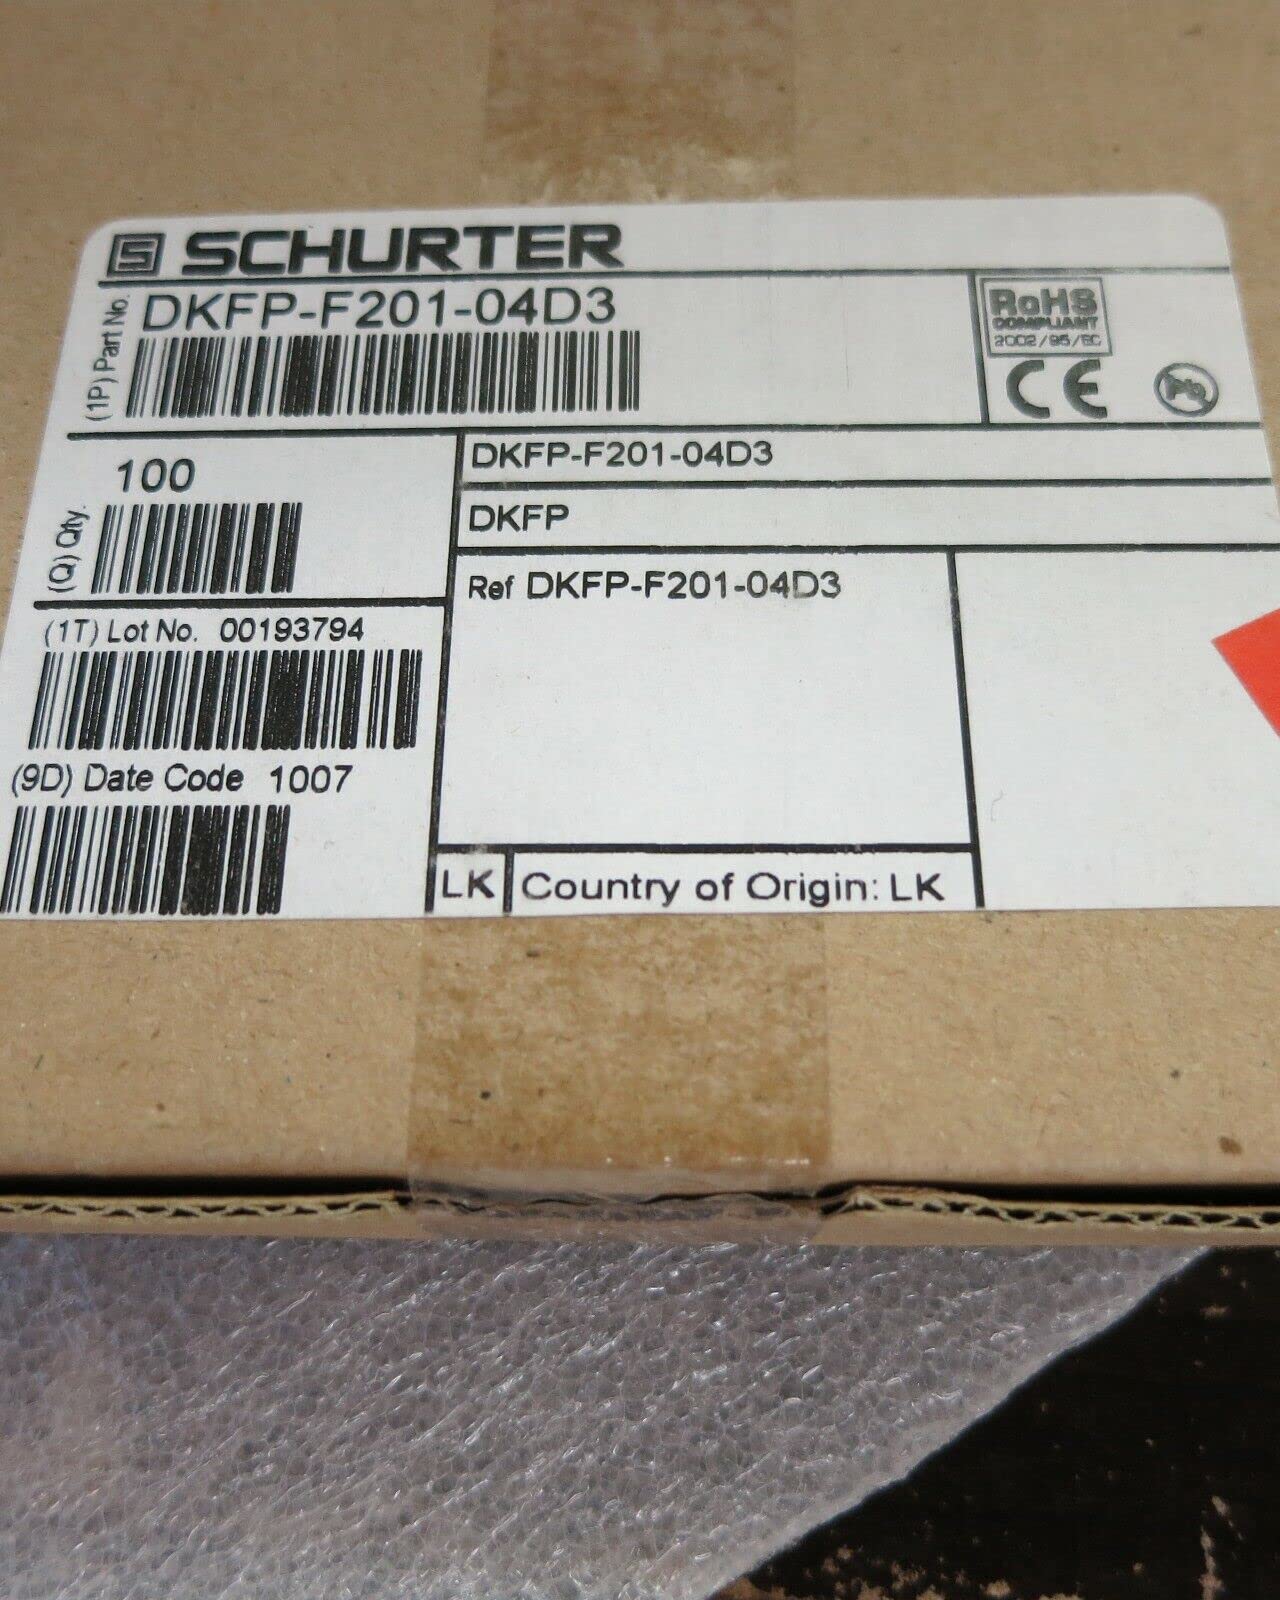 SCHURTER
(1P) Part No. DKFP-F201-04D3
RoHS
COMPLIANT
2002/95/EC
CE Pb
(Q) Qty. 100
DKFP-F201-04D3
DKFP
Ref DKFP-F201-04D3
(1T) Lot No. 00193794
(9D) Date Code 1007
LK Country of Origin: LK